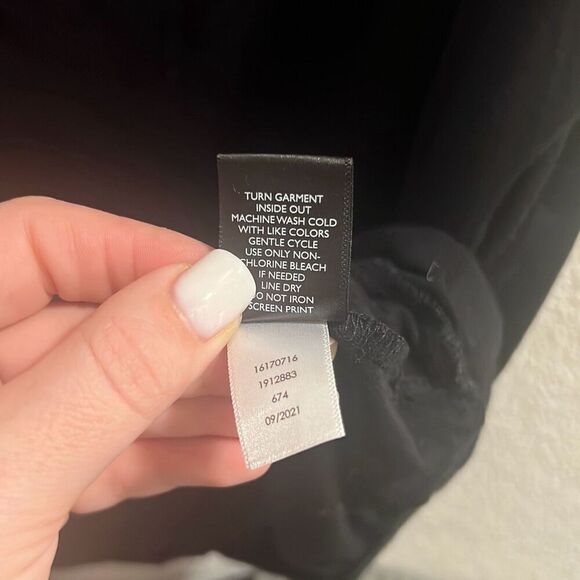 TURN GARMENT
INSIDE OUT
MACHINE WASH COLD
WITH LIKE COLORS
GENTLE CYCLE
USE ONLY NON-
CHLORINE BLEACH
IF NEEDED
LINE DRY
DO NOT IRON
SCREEN PRINT
16170716
1912883
674
09/2021